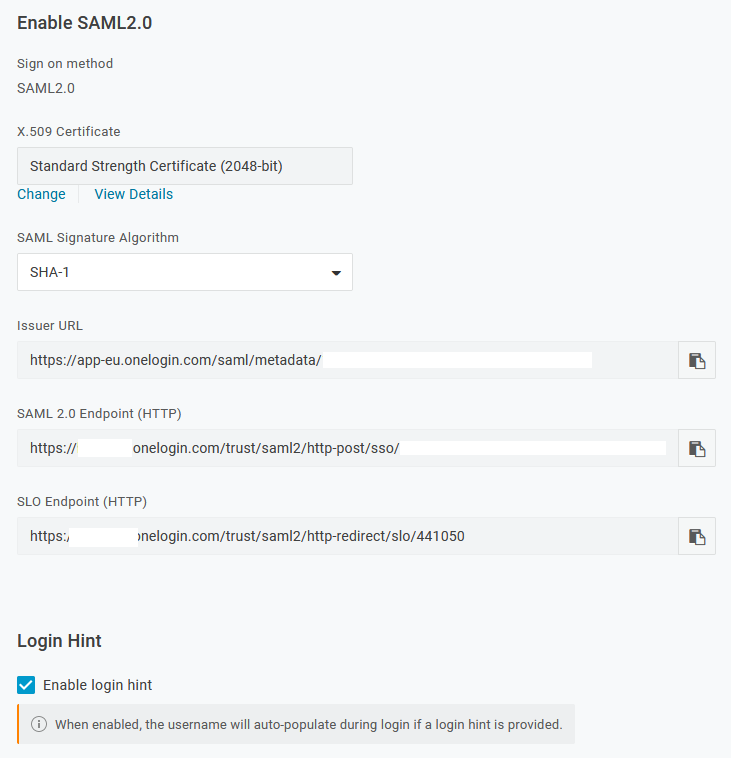 Enable SAML2.0
Sign on method
SAML2.0
X.509 Certificate
Standard Strength Certificate (2048-bit)
Change View Details
SAML Signature Algorithm
SHA-1
Issuer URL
https://app-eu.onelogin.com/saml/metadata/
SAML 2.0 Endpoint (HTTP)
https:// onelogin.com/trust/saml2/http-post/sso/
SLO Endpoint (HTTP)
https:/ onelogin.com/trust/saml2/http-redirect/slo/441050
Login Hint
Enable login hint
When enabled, the username will auto-populate during login if a login hint is provided.